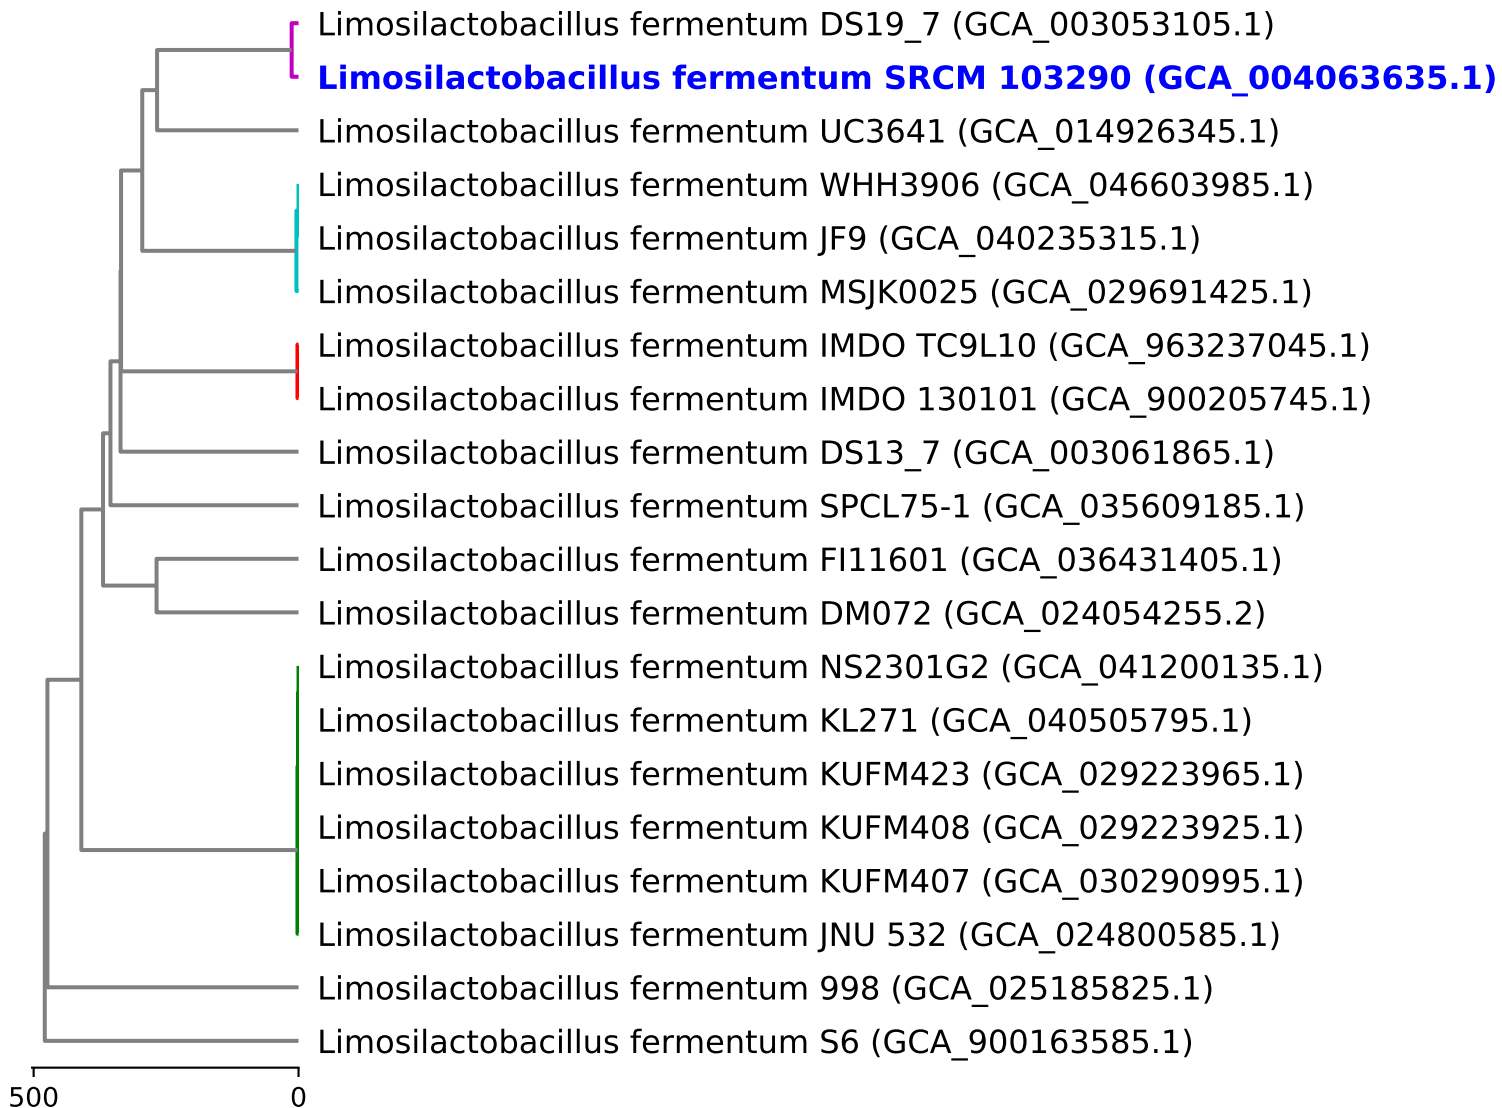 Limosilactobacillus fermentum DS19_7 (GCA_003053105.1)
Limosilactobacillus fermentum SRCM 103290 (GCA_004063635.1)
Limosilactobacillus fermentum UC3641 (GCA_014926345.1)
Limosilactobacillus fermentum WHH3906 (GCA_046603985.1)
Limosilactobacillus fermentum JF9 (GCA_040235315.1)
Limosilactobacillus fermentum MSJK0025 (GCA_029691425.1)
Limosilactobacillus fermentum IMDO TC9L10 (GCA_963237045.1)
Limosilactobacillus fermentum IMDO 130101 (GCA_900205745.1)
Limosilactobacillus fermentum DS13_7 (GCA_003061865.1)
Limosilactobacillus fermentum SPCL75-1 (GCA_035609185.1)
Limosilactobacillus fermentum FI11601 (GCA_036431405.1)
Limosilactobacillus fermentum DM072 (GCA_024054255.2)
Limosilactobacillus fermentum NS2301G2 (GCA_041200135.1)
Limosilactobacillus fermentum KL271 (GCA_040505795.1)
Limosilactobacillus fermentum KUFM423 (GCA_029223965.1)
Limosilactobacillus fermentum KUFM408 (GCA_029223925.1)
Limosilactobacillus fermentum KUFM407 (GCA_030290995.1)
Limosilactobacillus fermentum JNU 532 (GCA_024800585.1)
Limosilactobacillus fermentum 998 (GCA_025185825.1)
Limosilactobacillus fermentum S6 (GCA_900163585.1)
500 0